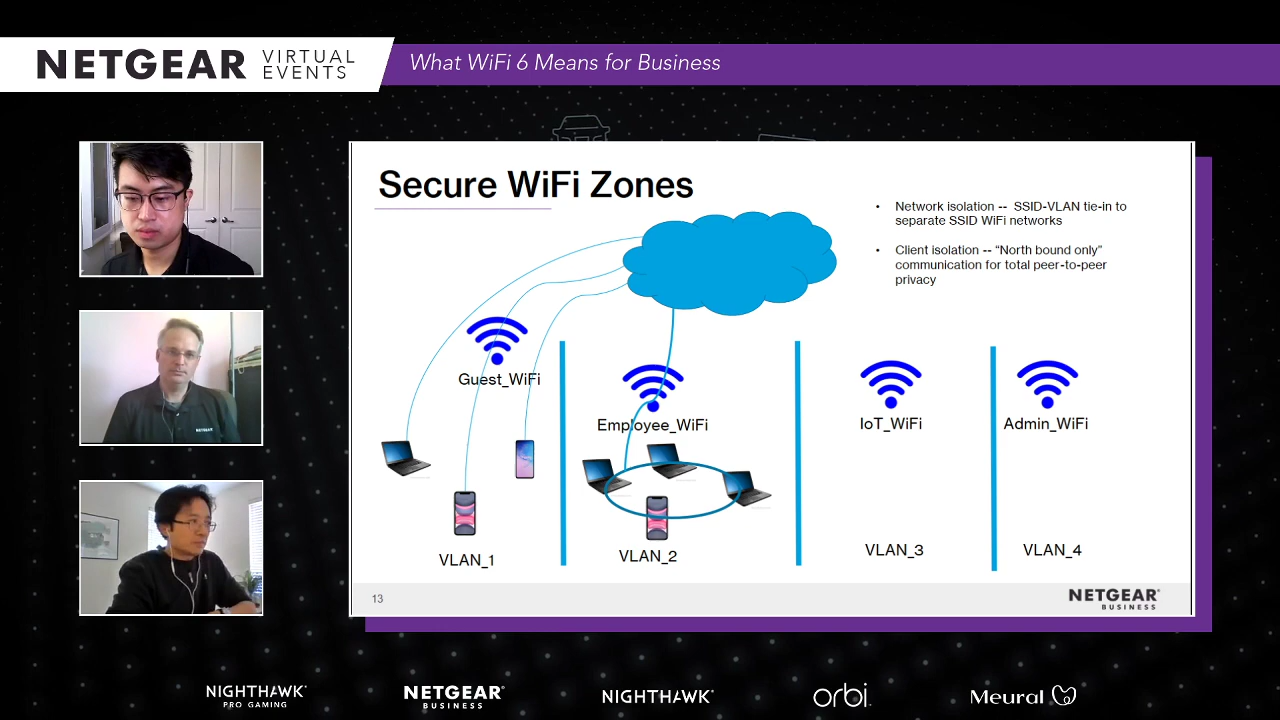 NETGEAR VIRTUAL EVENTS
What WiFi 6 Means for Business
Secure WiFi Zones
• Network isolation -- SSID-VLAN tie-in to
separate SSID WiFi networks
• Client isolation -- “North bound only”
communication for total peer-to-peer
privacy
Guest_WiFi
Employee_WiFi
IoT_WiFi
Admin_WiFi
VLAN_1
VLAN_2
VLAN_3
VLAN_4
13
NETGEAR®
BUSINESS
NETGEAR
NIGHTHAWK®
PRO GAMING
NETGEAR®
BUSINESS
NIGHTHAWK®
orbi
Meural